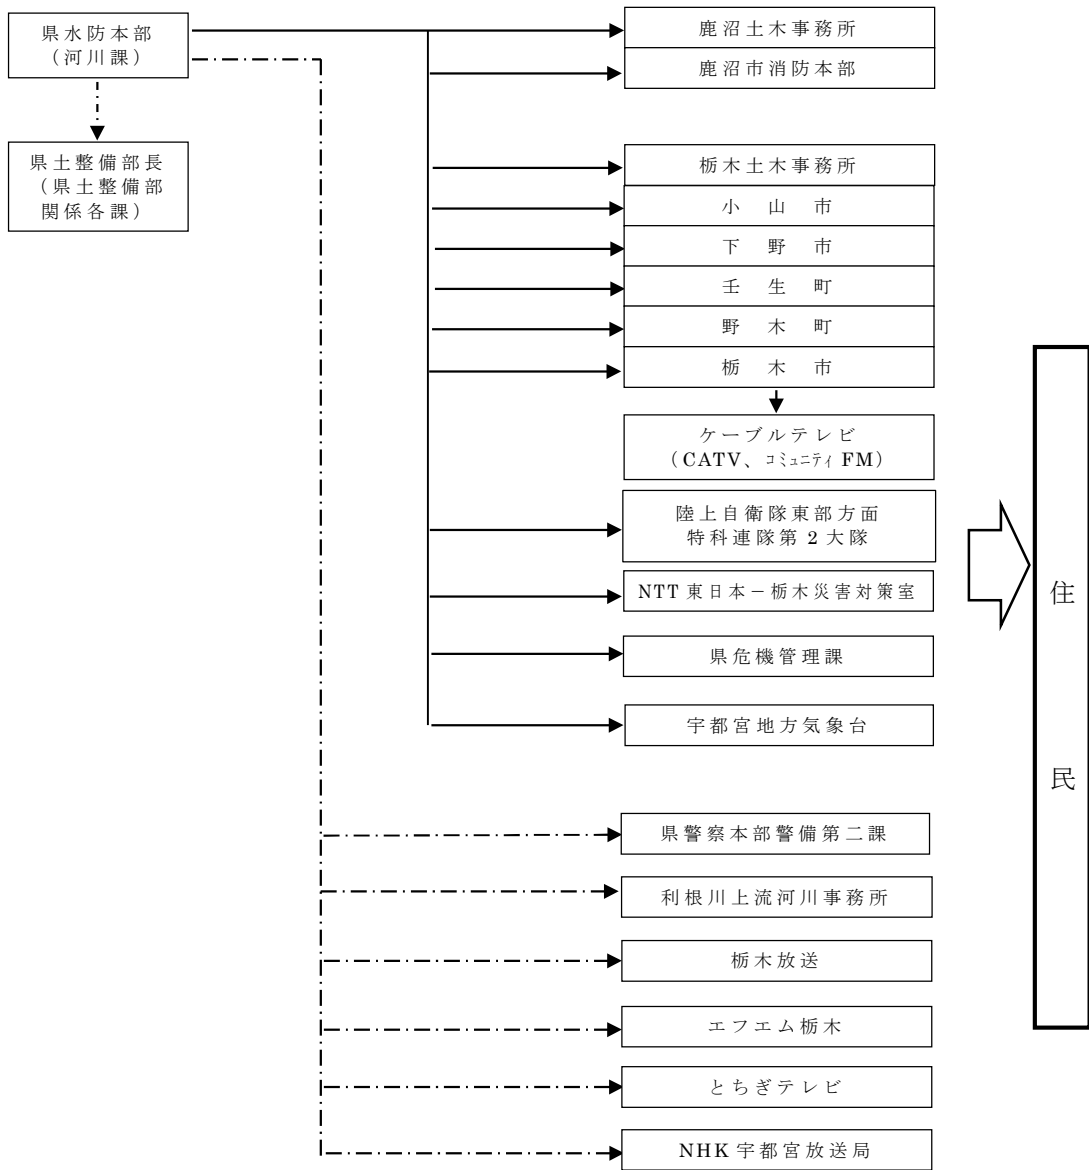 県水防本部
（河川課）
県土整備部長
（県土整備部
関係各課）
鹿沼土木事務所
鹿沼市消防本部
栃木土木事務所
小山市
下野市
壬生町
野木町
栃木市
ケーブルテレビ
（CATV、コミュニティFM）
陸上自衛隊東部方面
特科連隊第2大隊
NTT東日本－栃木災害対策室
県危機管理課
宇都宮地方気象台
県警察本部警備第二課
利根川上流河川事務所
栃木放送
エフエム栃木
とちぎテレビ
NHK宇都宮放送局
住
民